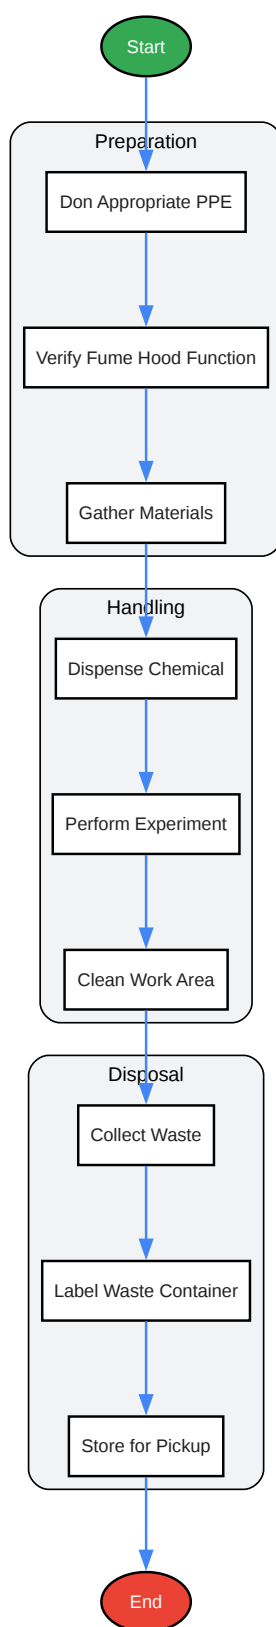 Start
Preparation
Don Appropriate PPE
Verify Fume Hood Function
Gather Materials
Handling
Dispense Chemical
Perform Experiment
Clean Work Area
Disposal
Collect Waste
Label Waste Container
Store for Pickup
End